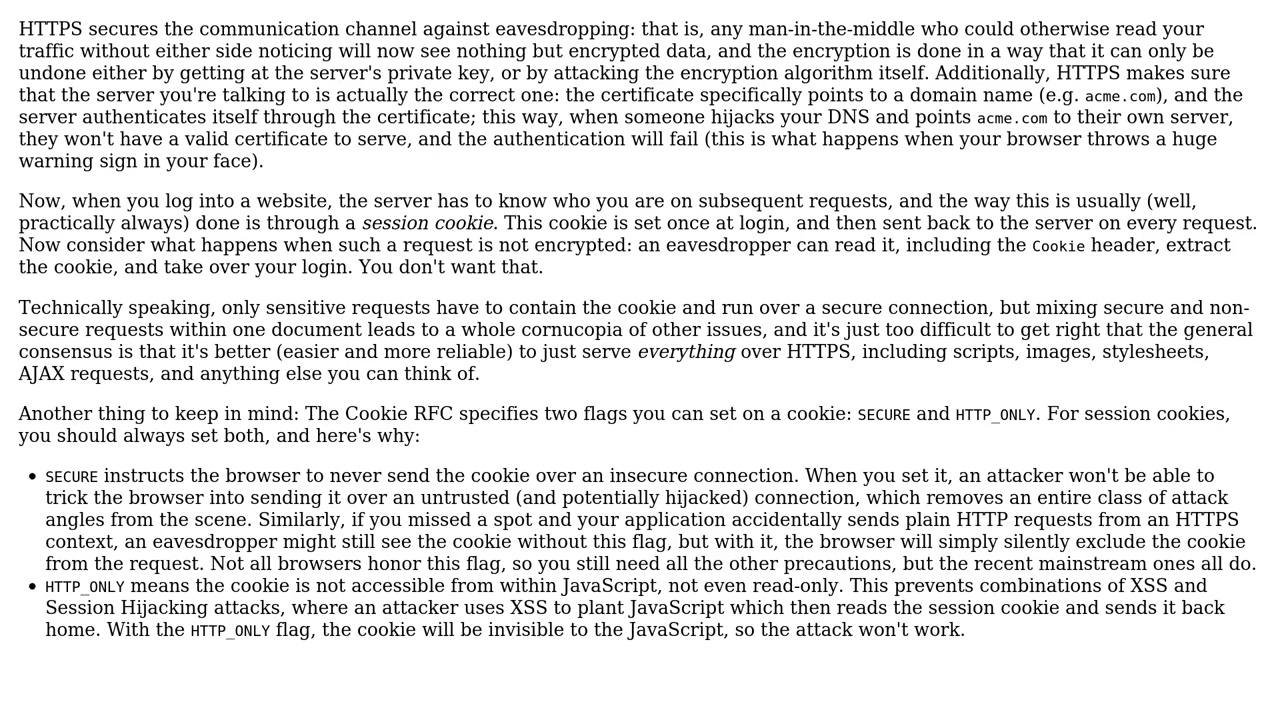 HTTPS secures the communication channel against eavesdropping: that is, any man-in-the-middle who could otherwise read your
traffic without either side noticing will now see nothing but encrypted data, and the encryption is done in a way that it can only be
undone either by getting at the server's private key, or by attacking the encryption algorithm itself. Additionally, HTTPS makes sure
that the server you're talking to is actually the correct one: the certificate specifically points to a domain name (e.g. acme.com), and the
server authenticates itself through the certificate; this way, when someone hijacks your DNS and points acme.com to their own server,
they won't have a valid certificate to serve, and the authentication will fail (this is what happens when your browser throws a huge
warning sign in your face).
Now, when you log into a website, the server has to know who you are on subsequent requests, and the way this is usually (well,
practically always) done is through a session cookie. This cookie is set once at login, and then sent back to the server on every request.
Now consider what happens when such a request is not encrypted: an eavesdropper can read it, including the Cookie header, extract
the cookie, and take over your login. You don't want that.
Technically speaking, only sensitive requests have to contain the cookie and run over a secure connection, but mixing secure and non-
secure requests within one document leads to a whole cornucopia of other issues, and it's just too difficult to get right that the general
consensus is that it's better (easier and more reliable) to just serve everything over HTTPS, including scripts, images, stylesheets,
AJAX requests, and anything else you can think of.
Another thing to keep in mind: The Cookie RFC specifies two flags you can set on a cookie: SECURE and HTTP_ONLY. For session cookies,
you should always set both, and here's why:
• SECURE instructs the browser to never send the cookie over an insecure connection. When you set it, an attacker won't be able to
trick the browser into sending it over an untrusted (and potentially hijacked) connection, which removes an entire class of attack
angles from the scene. Similarly, if you missed a spot and your application accidentally sends plain HTTP requests from an HTTPS
context, an eavesdropper might still see the cookie without this flag, but with it, the browser will simply silently exclude the cookie
from the request. Not all browsers honor this flag, so you still need all the other precautions, but the recent mainstream ones all do.
• HTTP_ONLY means the cookie is not accessible from within JavaScript, not even read-only. This prevents combinations of XSS and
Session Hijacking attacks, where an attacker uses XSS to plant JavaScript which then reads the session cookie and sends it back
home. With the HTTP_ONLY flag, the cookie will be invisible to the JavaScript, so the attack won't work.